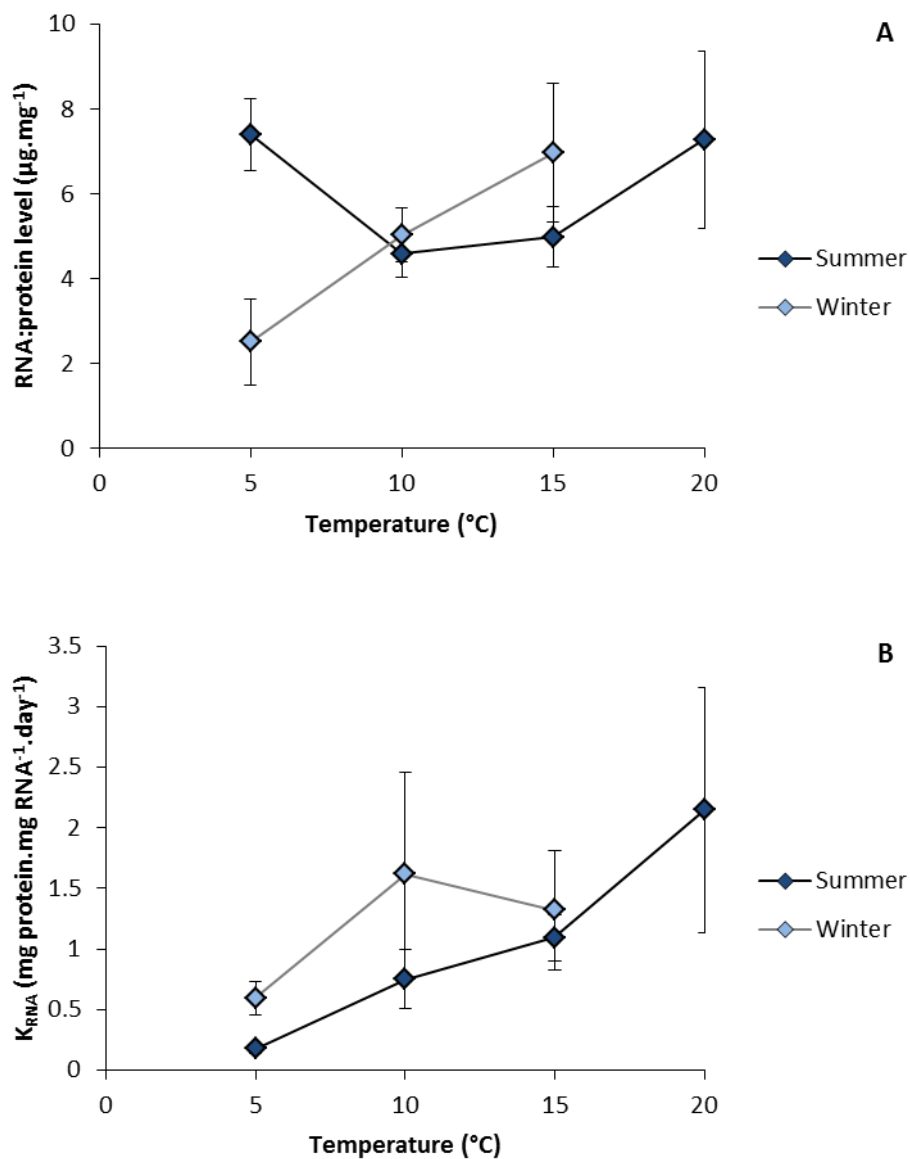 A
RNA:protein level (µg.mg⁻¹)
10
8
6
4
2
0
0 5 10 15 20
Temperature (°C)
Summer
Winter
B
K_RNA (mg protein.mg RNA⁻¹.day⁻¹)
3.5
3
2.5
2
1.5
1
0.5
0
0 5 10 15 20
Temperature (°C)
Summer
Winter